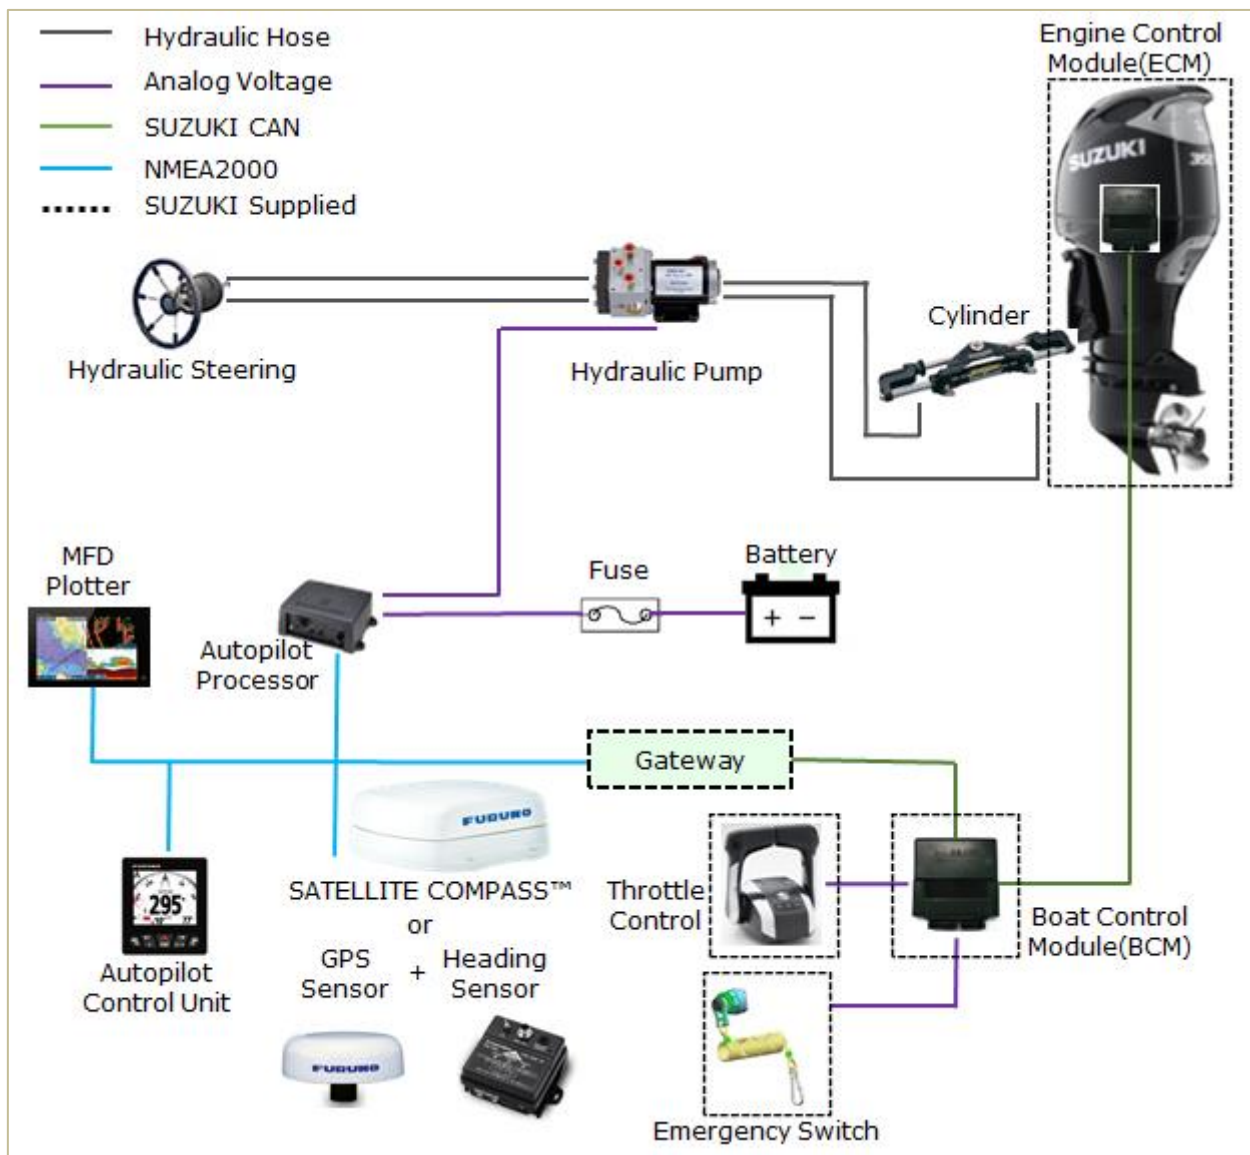 Hydraulic Hose
Analog Voltage
SUZUKI CAN
NMEA2000
SUZUKI Supplied
Engine Control
Module(ECM)
SUZUKI
350
Hydraulic Steering
Hydraulic Pump
Cylinder
MFD
Plotter
Autopilot
Processor
Fuse
Battery
+ −
Gateway
FURUNO
SATELLITE COMPASS™
or
GPS
Sensor
+
Heading
Sensor
FURUNO
295
Autopilot
Control Unit
Throttle
Control
Boat Control
Module(BCM)
Emergency Switch